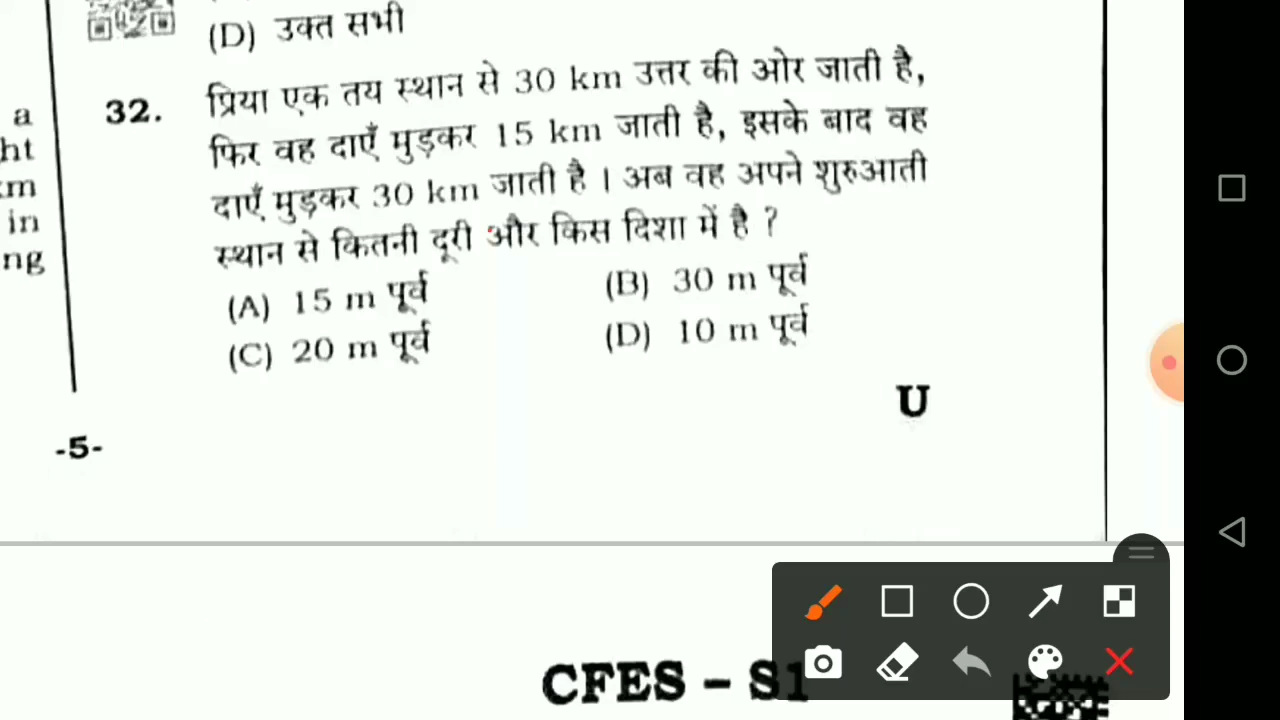 (D) उक्त सभी
a
ht
km
in
ng
32. प्रिया एक तय स्थान से 30 km उत्तर की ओर जाती है,
फिर वह दाएँ मुड़कर 15 km जाती है, इसके बाद वह
दाएँ मुड़कर 30 km जाती है । अब वह अपने शुरुआती
स्थान से कितनी दूरी और किस दिशा में है ?
(A) 15 m पूर्व (B) 30 m पूर्व
(C) 20 m पूर्व (D) 10 m पूर्व
U
-5-
CFES – S1